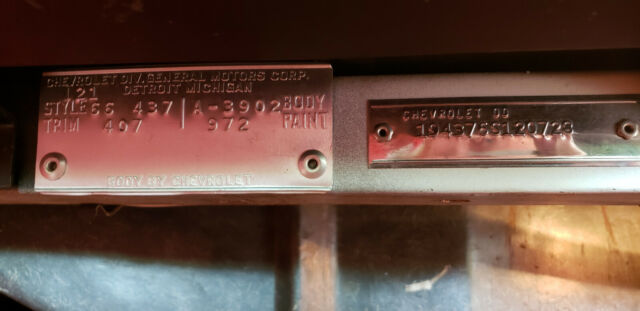 CHEVROLET DIV. GENERAL MOTORS CORP.
DETROIT MICHIGAN
121
STYLE 66 437 A-3902 BODY
TRIM 407 972 PAINT
BODY BY CHEVROLET
CHEVROLET
194376S120723